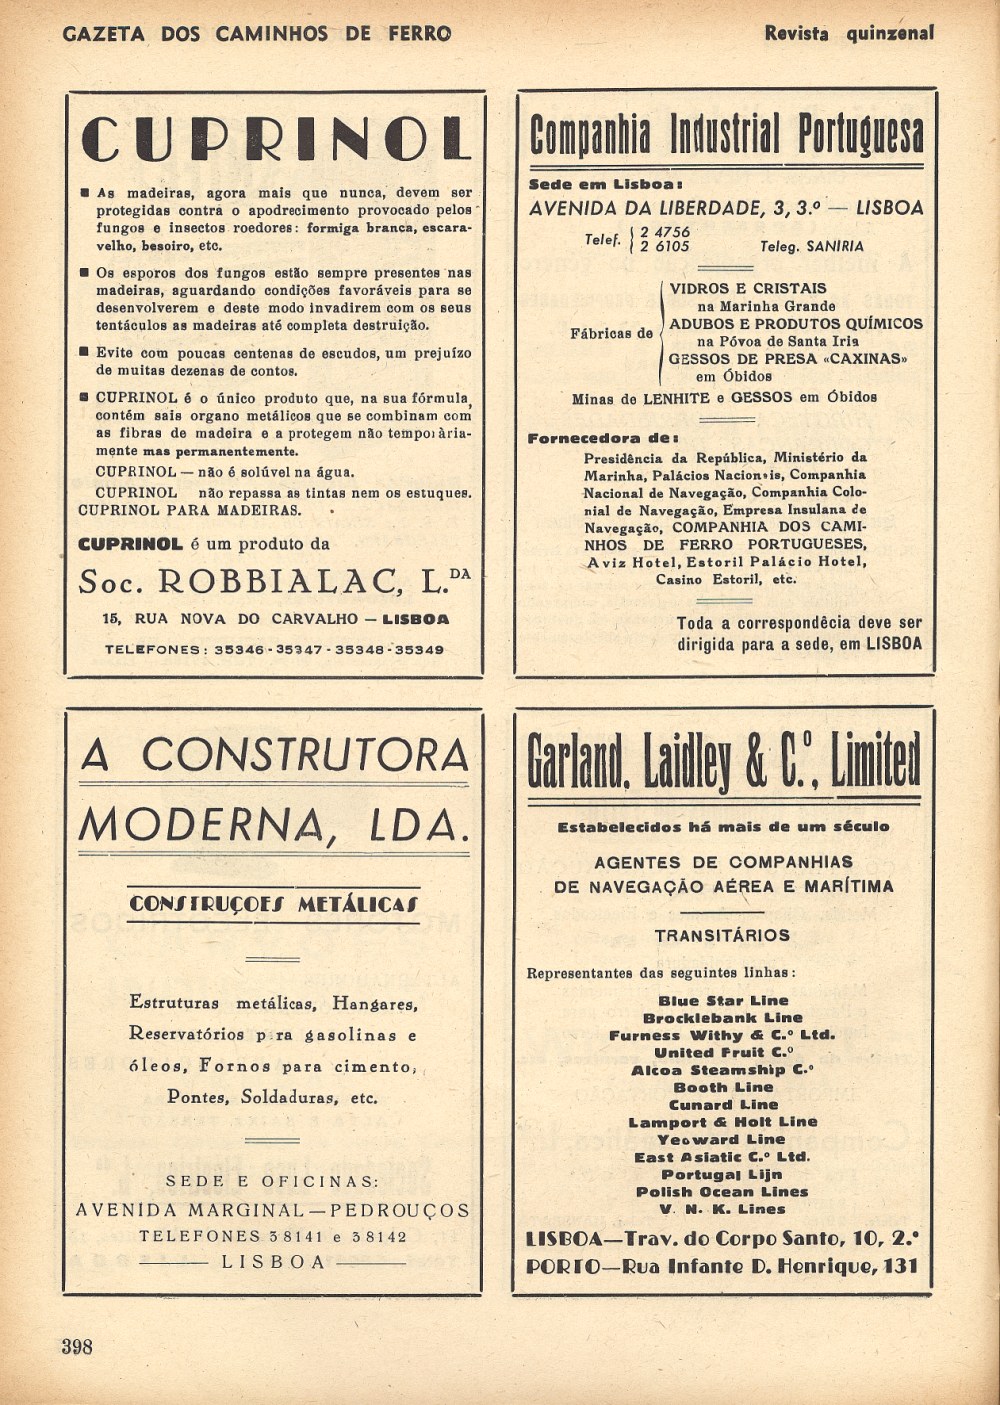 GAZETA DOS CAMINHOS DE FERRO
Revista quinzenal
CUPRINOL
As madeiras, agora mais que nunca, devem ser
protegidas contra o apodrecimento provocado pelos
fungos e insectos roedores: formiga branca, escara-
velho, besoiro, etc.
Os esporos dos fungos estão sempre presentes nas
madeiras, aguardando condições favoráveis para se
desenvolverem e deste modo invadirem com os seus
tentáculos as madeiras até completa destruição.
Evite com poucas centenas de escudos, um prejuízo
de muitas dezenas de contos.
CUPRINOL é o único produto que, na sua fórmula,
contém sais organo metálicos que se combinam com
as fibras de madeira e a protegem não temporària-
mente mas permanentemente.
CUPRINOL — não é solúvel na água.
CUPRINOL não repassa as tintas nem os estuques.
CUPRINOL PARA MADEIRAS.
CUPRINOL é um produto da
Soc. ROBBIALAC, L.DA
15, RUA NOVA DO CARVALHO — LISBOA
TELEFONES: 35346-35347-35348-35349
Companhia Industrial Portuguesa
Sede em Lisboa:
AVENIDA DA LIBERDADE, 3, 3.º — LISBOA
Telef. { 2 4756
2 6105 Teleg. SANIRIA
Fábricas de
VIDROS E CRISTAIS
na Marinha Grande
ADUBOS E PRODUTOS QUÍMICOS
na Póvoa de Santa Iria
GESSOS DE PRESA «CAXINAS»
em Óbidos
Minas de LENHITE e GESSOS em Óbidos
Fornecedora de:
Presidência da República, Ministério da
Marinha, Palácios Nacionais, Companhia
Nacional de Navegação, Companhia Colo-
nial de Navegação, Empresa Insulana de
Navegação, COMPANHIA DOS CAMI-
NHOS DE FERRO PORTUGUESES,
Aviz Hotel, Estoril Palácio Hotel,
Casino Estoril, etc.
Toda a correspondêcia deve ser
dirigida para a sede, em LISBOA
A CONSTRUTORA
MODERNA, LDA.
CONSTRUÇOES METÁLICAS
Estruturas metálicas, Hangares,
Reservatórios para gasolinas e
óleos, Fornos para cimento,
Pontes, Soldaduras, etc.
SEDE E OFICINAS:
AVENIDA MARGINAL—PEDROUÇOS
TELEFONES 38141 e 38142
LISBOA
Garland, Laidley & C.º, Limited
Estabelecidos há mais de um século
AGENTES DE COMPANHIAS
DE NAVEGAÇÃO AÉREA E MARÍTIMA
TRANSITÁRIOS
Representantes das seguintes linhas:
Blue Star Line
Brocklebank Line
Furness Withy & C.º Ltd.
United Fruit C.º
Alcoa Steamship C.º
Booth Line
Cunard Line
Lamport & Holt Line
Yeoward Line
East Asiatic C.º Ltd.
Portugal Lijn
Polish Ocean Lines
V. N. K. Lines
LISBOA—Trav. do Corpo Santo, 10, 2.º
PORTO—Rua Infante D. Henrique, 131
398